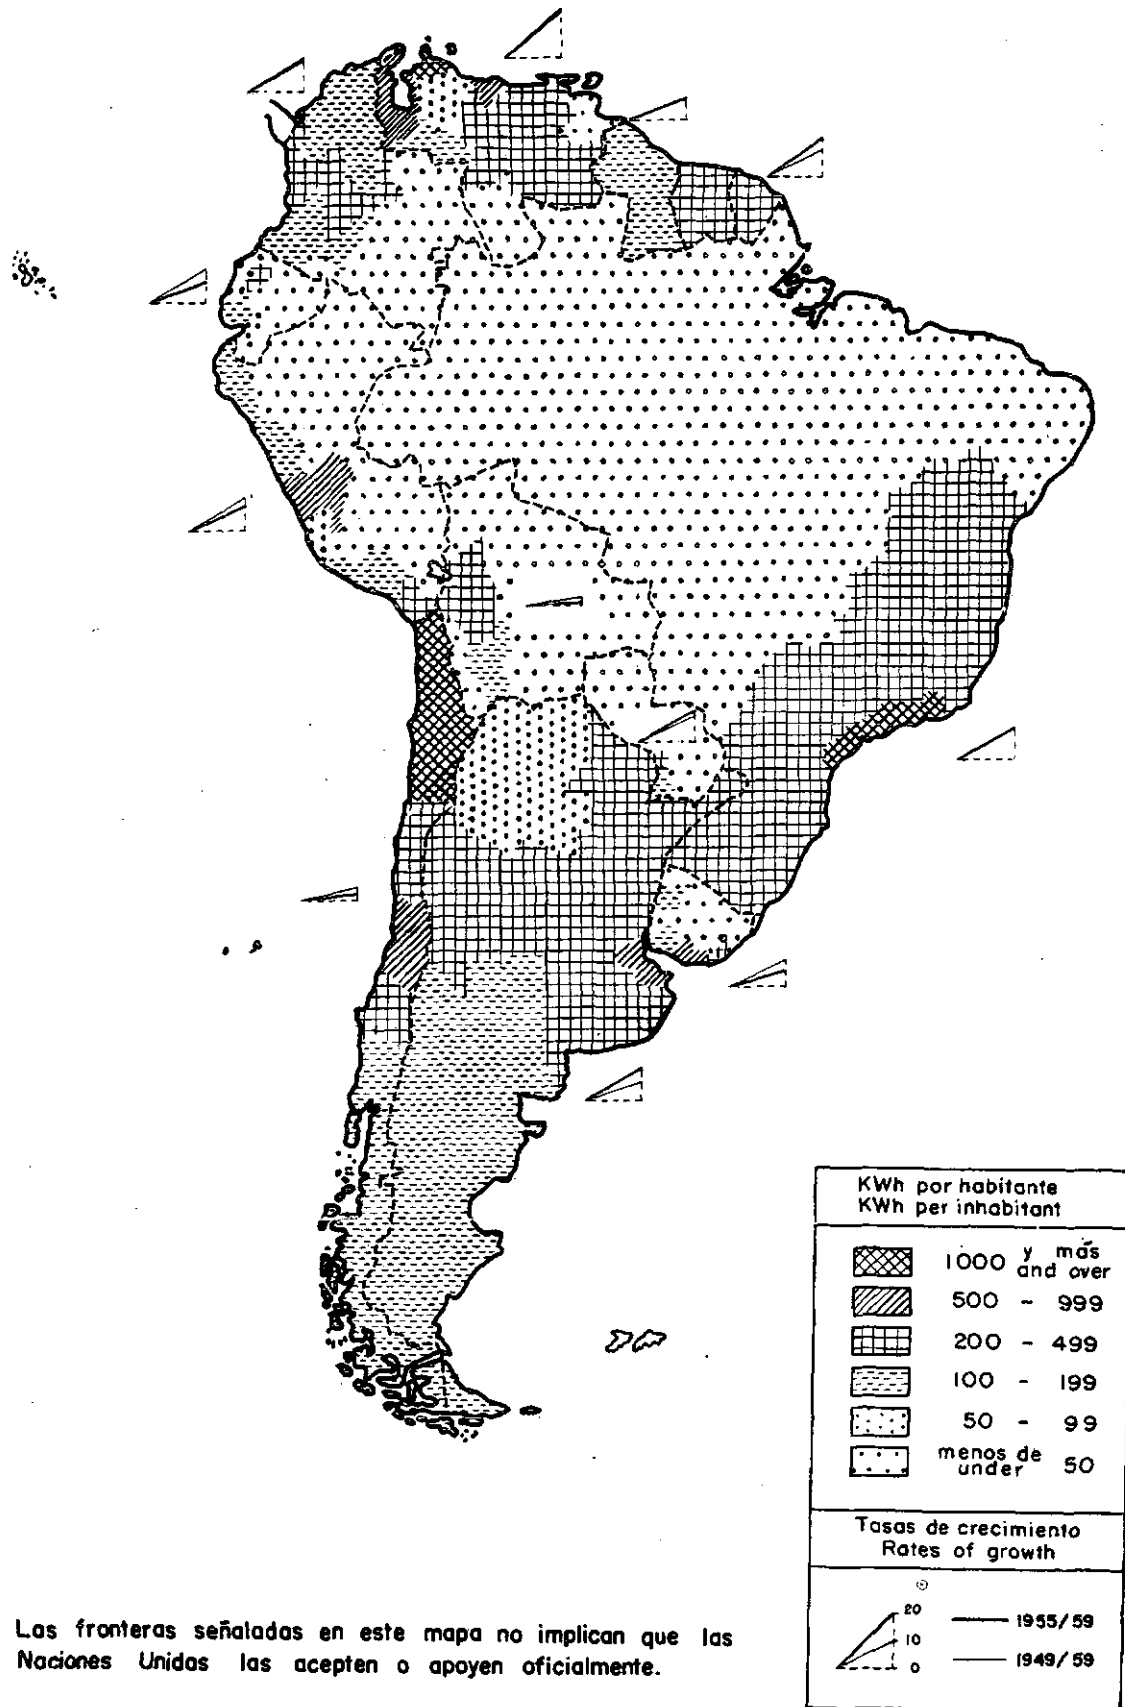 KWh por habitante
KWh per inhabitant
1000 y más
and over
500 - 999
200 - 499
100 - 199
50 - 99
menos de
under 50
Tasas de crecimiento
Rates of growth
20
10
0
1955/59
1949/59
Las fronteras señaladas en este mapa no implican que las
Naciones Unidas las acepten o apoyen oficialmente.